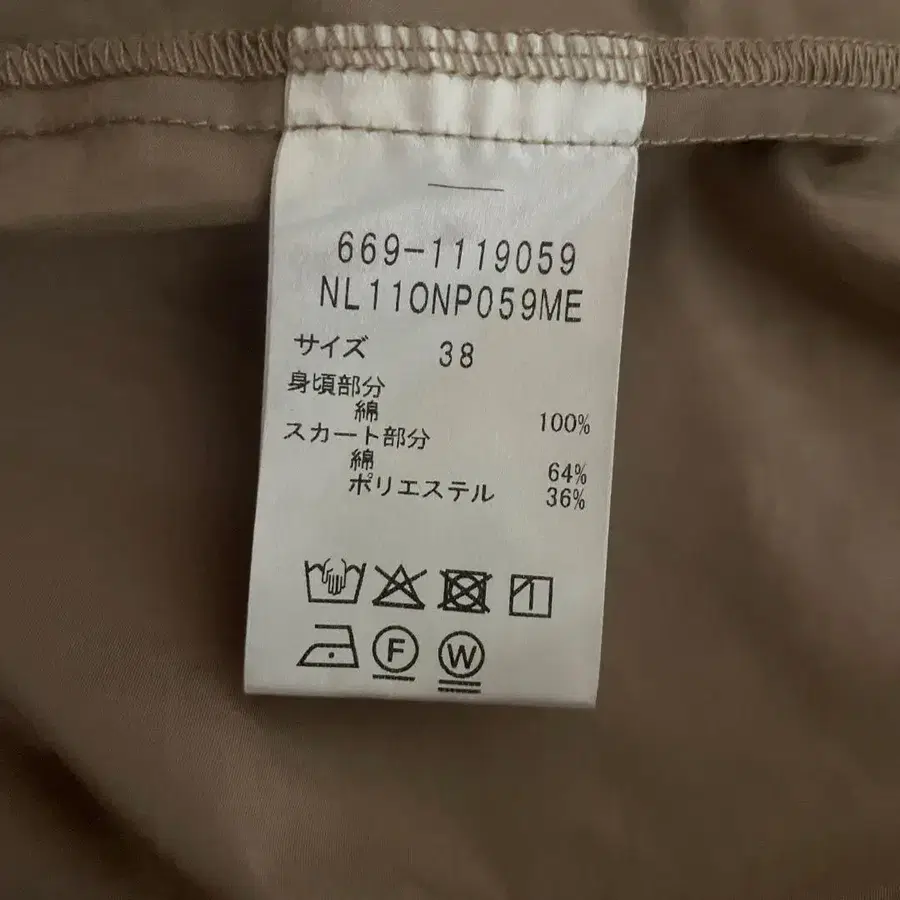 669-1119059
NL110NP059ME
サイズ 38
身頃部分
綿 100%
スカート部分
綿 64%
ポリエステル 36%
F W